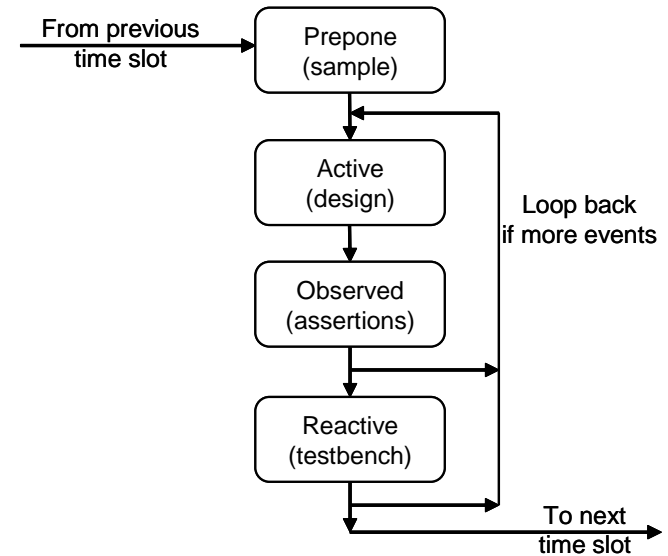 From previous
time slot
Prepone
(sample)
Active
(design)
Loop back
if more events
Observed
(assertions)
Reactive
(testbench)
To next
time slot